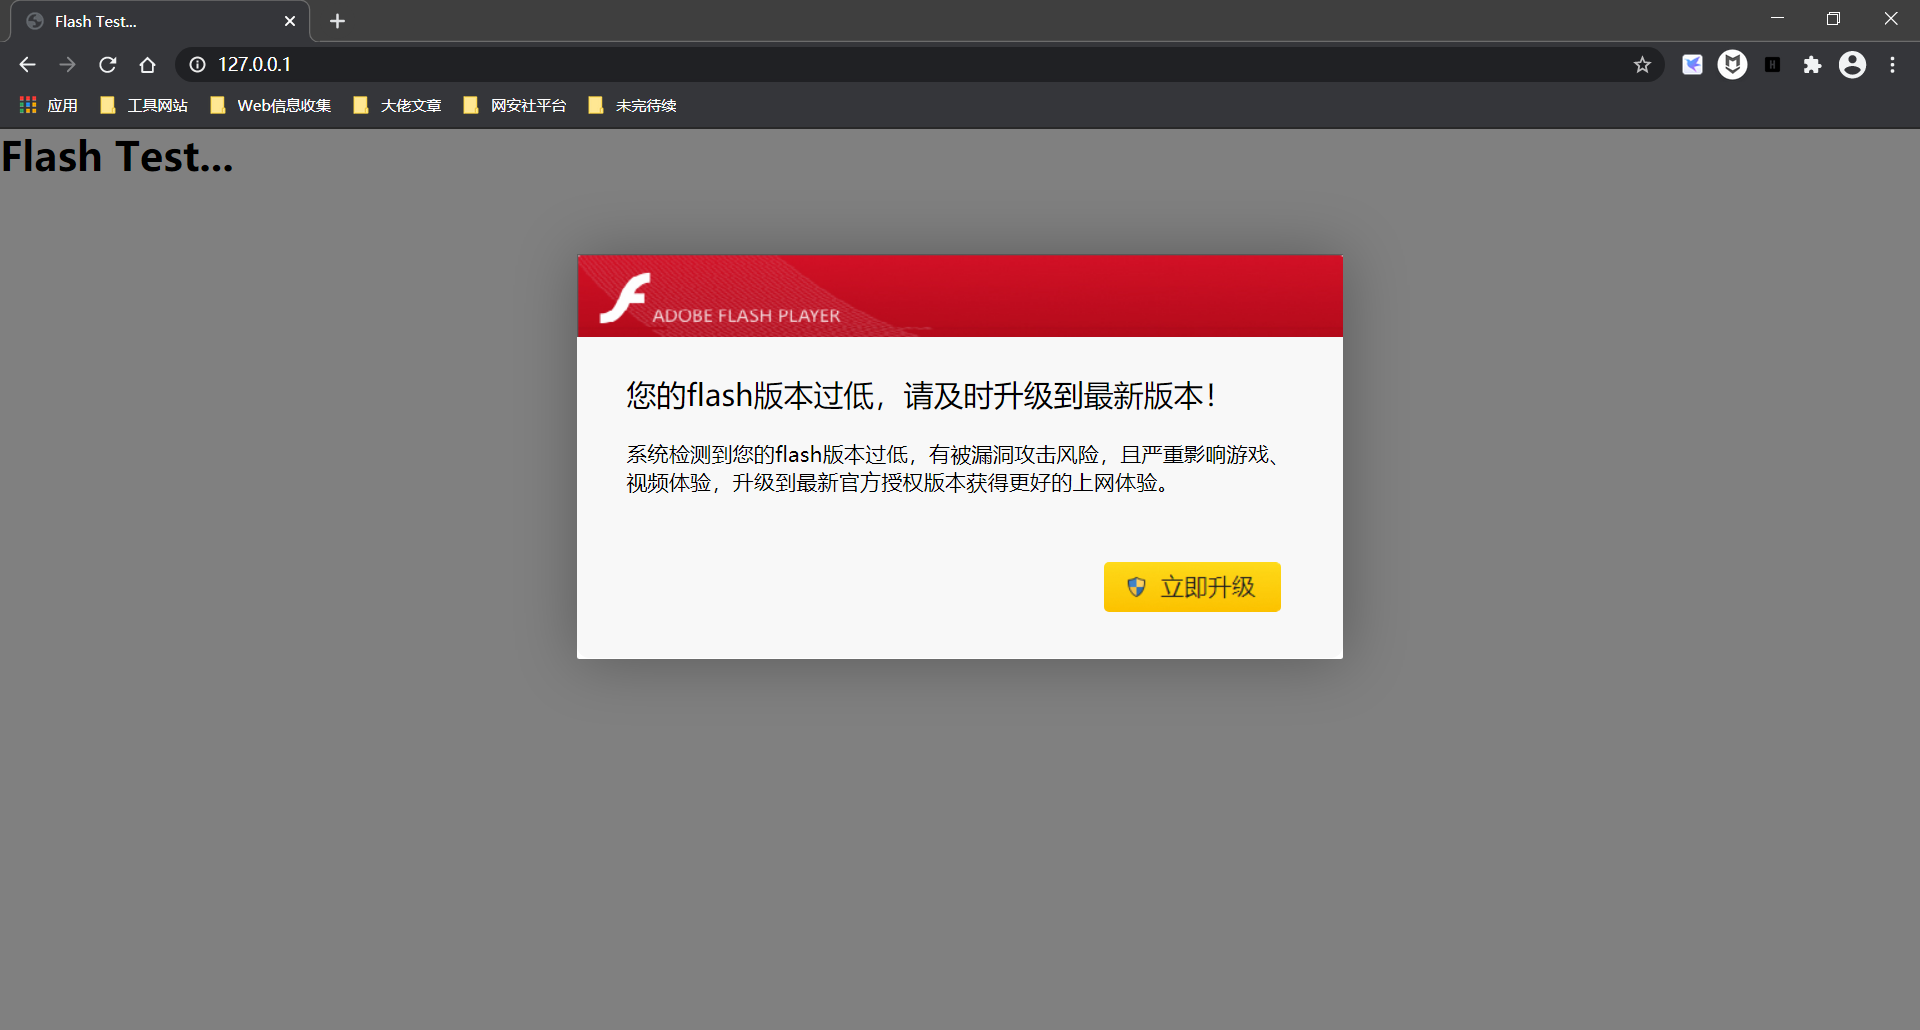 Flash Test...
127.0.0.1
应用 工具网站 Web信息收集 大佬文章 网安社平台 未完待续
Flash Test...
ADOBE FLASH PLAYER
您的flash版本过低，请及时升级到最新版本！
系统检测到您的flash版本过低，有被漏洞攻击风险，且严重影响游戏、
视频体验，升级到最新官方授权版本获得更好的上网体验。
立即升级